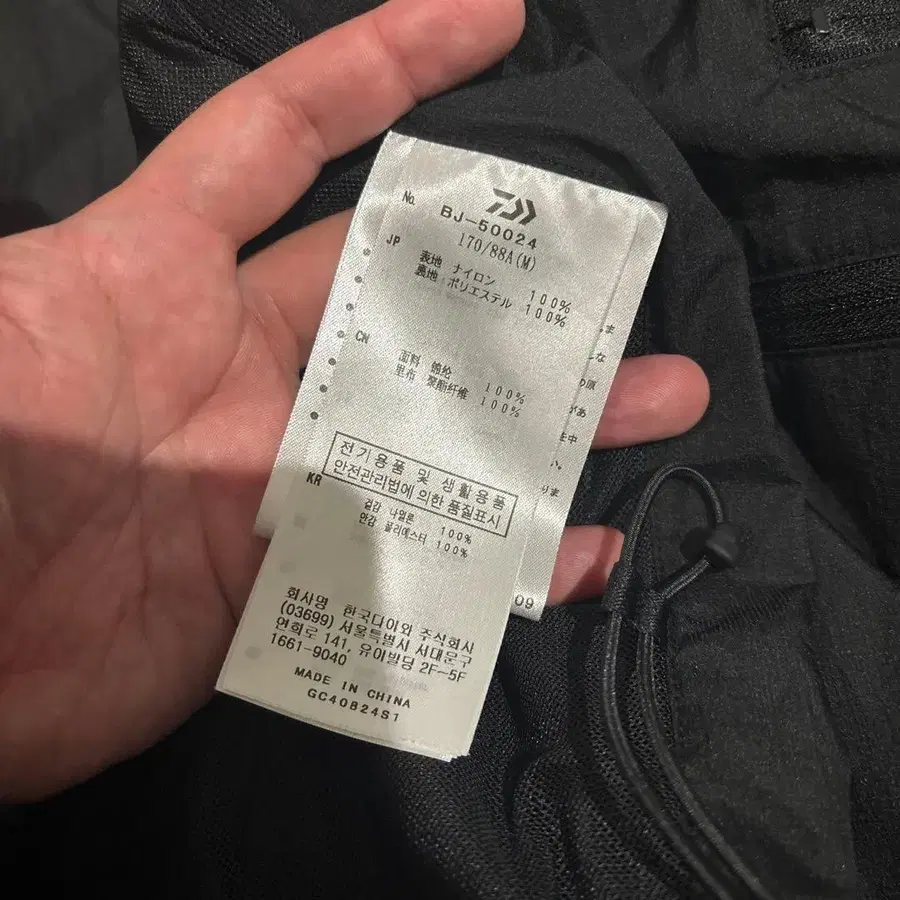 No. BJ-50024
170/88A(M)
JP
表地 ナイロン 100%
裏地 ポリエステル 100%
CN
面料 锦纶 100%
里布 聚酯纤维 100%
전기용품 및 생활용품
안전관리법에 의한 품질표시
KR
겉감 나일론 100%
안감 폴리에스터 100%
회사명 한국다이와 주식회사
(03699) 서울특별시 서대문구
연희로 141, 유아빌딩 2F~5F
1661-9040
MADE IN CHINA
GC40B24S1
09